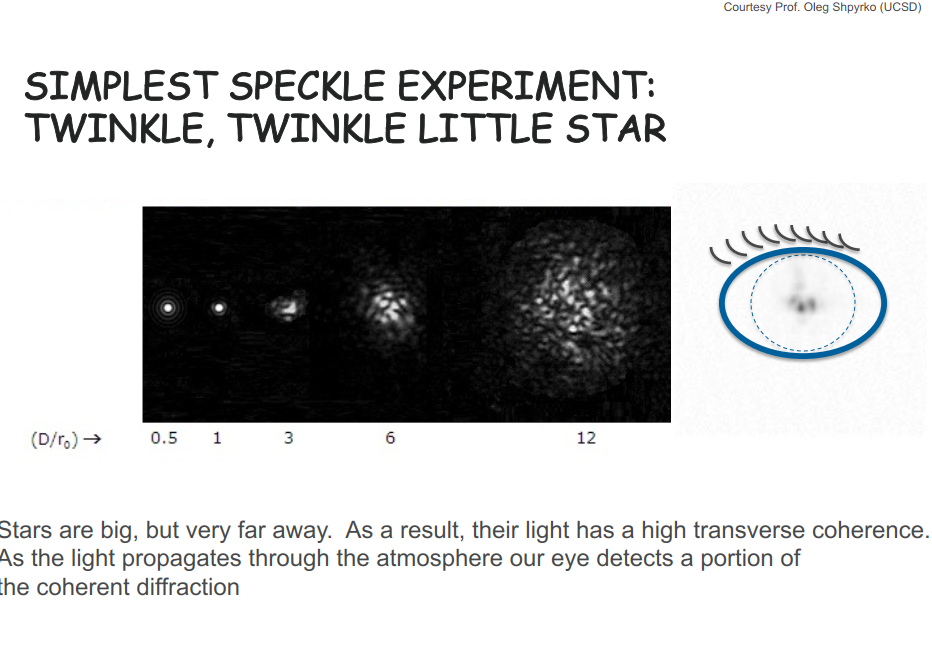 Courtesy Prof. Oleg Shpyrko (UCSD)
SIMPLEST SPECKLE EXPERIMENT:
TWINKLE, TWINKLE LITTLE STAR
(D/r₀) → 0.5 1 3 6 12
Stars are big, but very far away.  As a result, their light has a high transverse coherence.
As the light propagates through the atmosphere our eye detects a portion of
the coherent diffraction